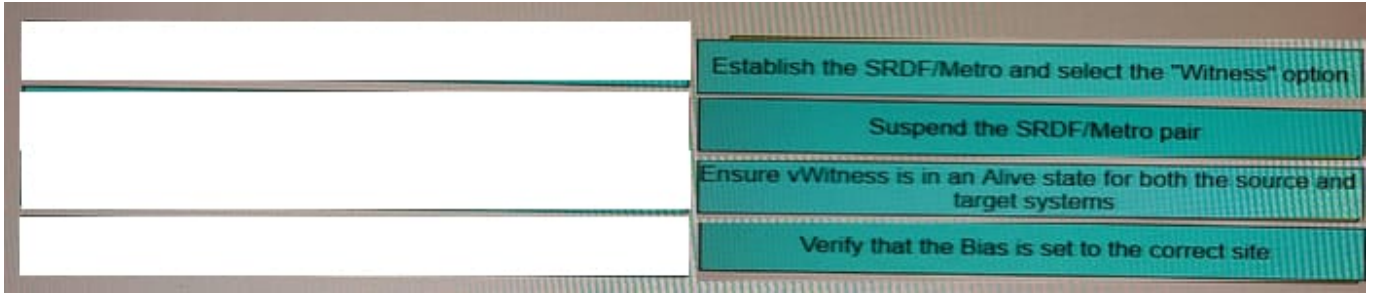 Establish the SRDF/Metro and select the "Witness" option
Suspend the SRDF/Metro pair
Ensure vWitness is in an Alive state for both the source and
target systems
Verify that the Bias is set to the correct site